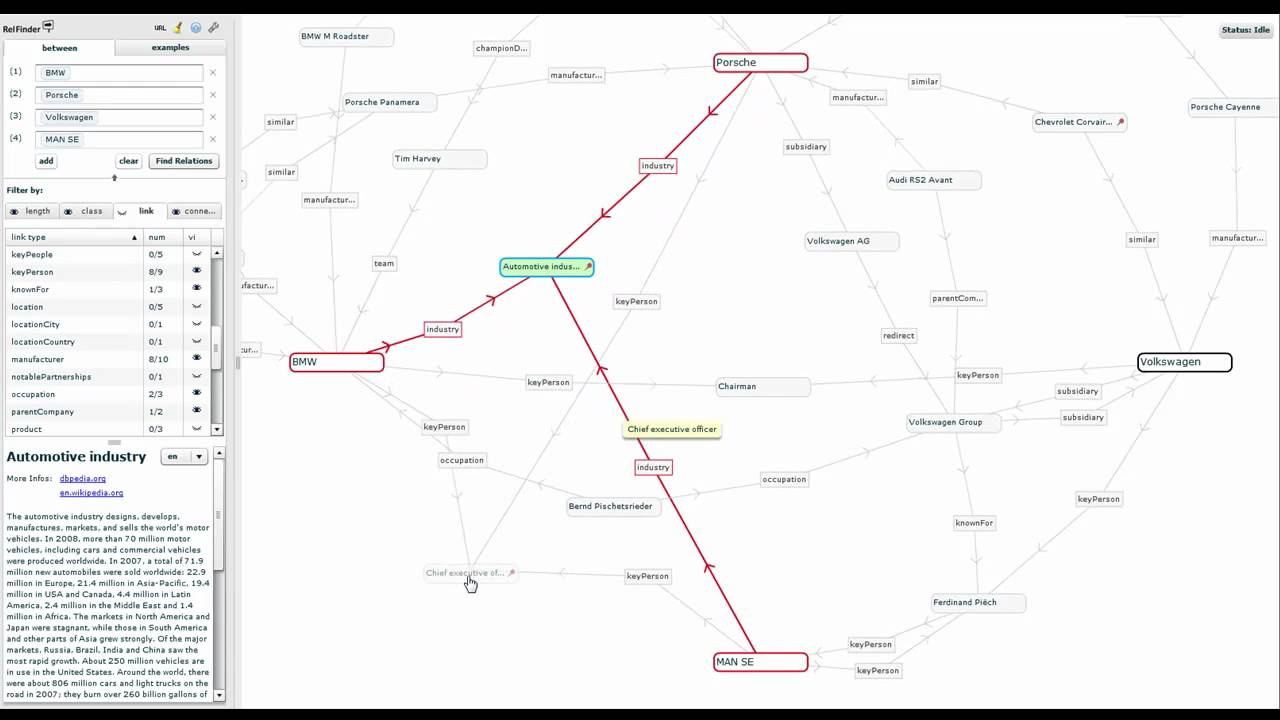 RelFinder
URL
Status: Idle
between
examples
(1) BMW
(2) Porsche
(3) Volkswagen
(4) MAN SE
add
clear
Find Relations
Filter by:
length
class
link
conne...
link type num vi
keyPeople 0/5
keyPerson 8/9
knownFor 1/3
location 0/5
locationCity 0/1
locationCountry 0/1
manufacturer 8/10
notablePartnerships 0/1
occupation 2/3
parentCompany 1/2
product 0/3
Automotive industry
en
More Infos: dbpedia.org
en.wikipedia.org
The automotive industry designs, develops,
manufactures, markets, and sells the world's motor
vehicles. In 2008, more than 70 million motor
vehicles, including cars and commercial vehicles
were produced worldwide. In 2007, a total of 71.9
million new automobiles were sold worldwide: 22.9
million in Europe, 21.4 million in Asia-Pacific, 19.4
million in USA and Canada, 4.4 million in Latin
America, 2.4 million in the Middle East and 1.4
million in Africa. The markets in North America and
Japan were stagnant, while those in South America
and other parts of Asia grew strongly. Of the major
markets, Russia, Brazil, India and China saw the
most rapid growth. About 250 million vehicles are
in use in the United States. Around the world, there
were about 806 million cars and light trucks on the
road in 2007; they burn over 260 billion gallons of
BMW M Roadster
championD...
Porsche
manufactur...
similar
Porsche Panamera
manufactur...
Porsche Cayenne
similar
Chevrolet Corvair...
Tim Harvey
subsidiary
industry
similar
Audi RS2 Avant
manufactur...
Volkswagen AG
similar
manufactur...
team
Automotive indus...
ufactur...
keyPerson
parentCom...
industry
redirect
ur...
BMW
Volkswagen
keyPerson
Chairman
keyPerson
subsidiary
subsidiary
keyPerson
Chief executive officer
Volkswagen Group
occupation
industry
occupation
Bernd Pischetsrieder
keyPerson
knownFor
Chief executive of...
keyPerson
Ferdinand Piëch
keyPerson
MAN SE
keyPerson